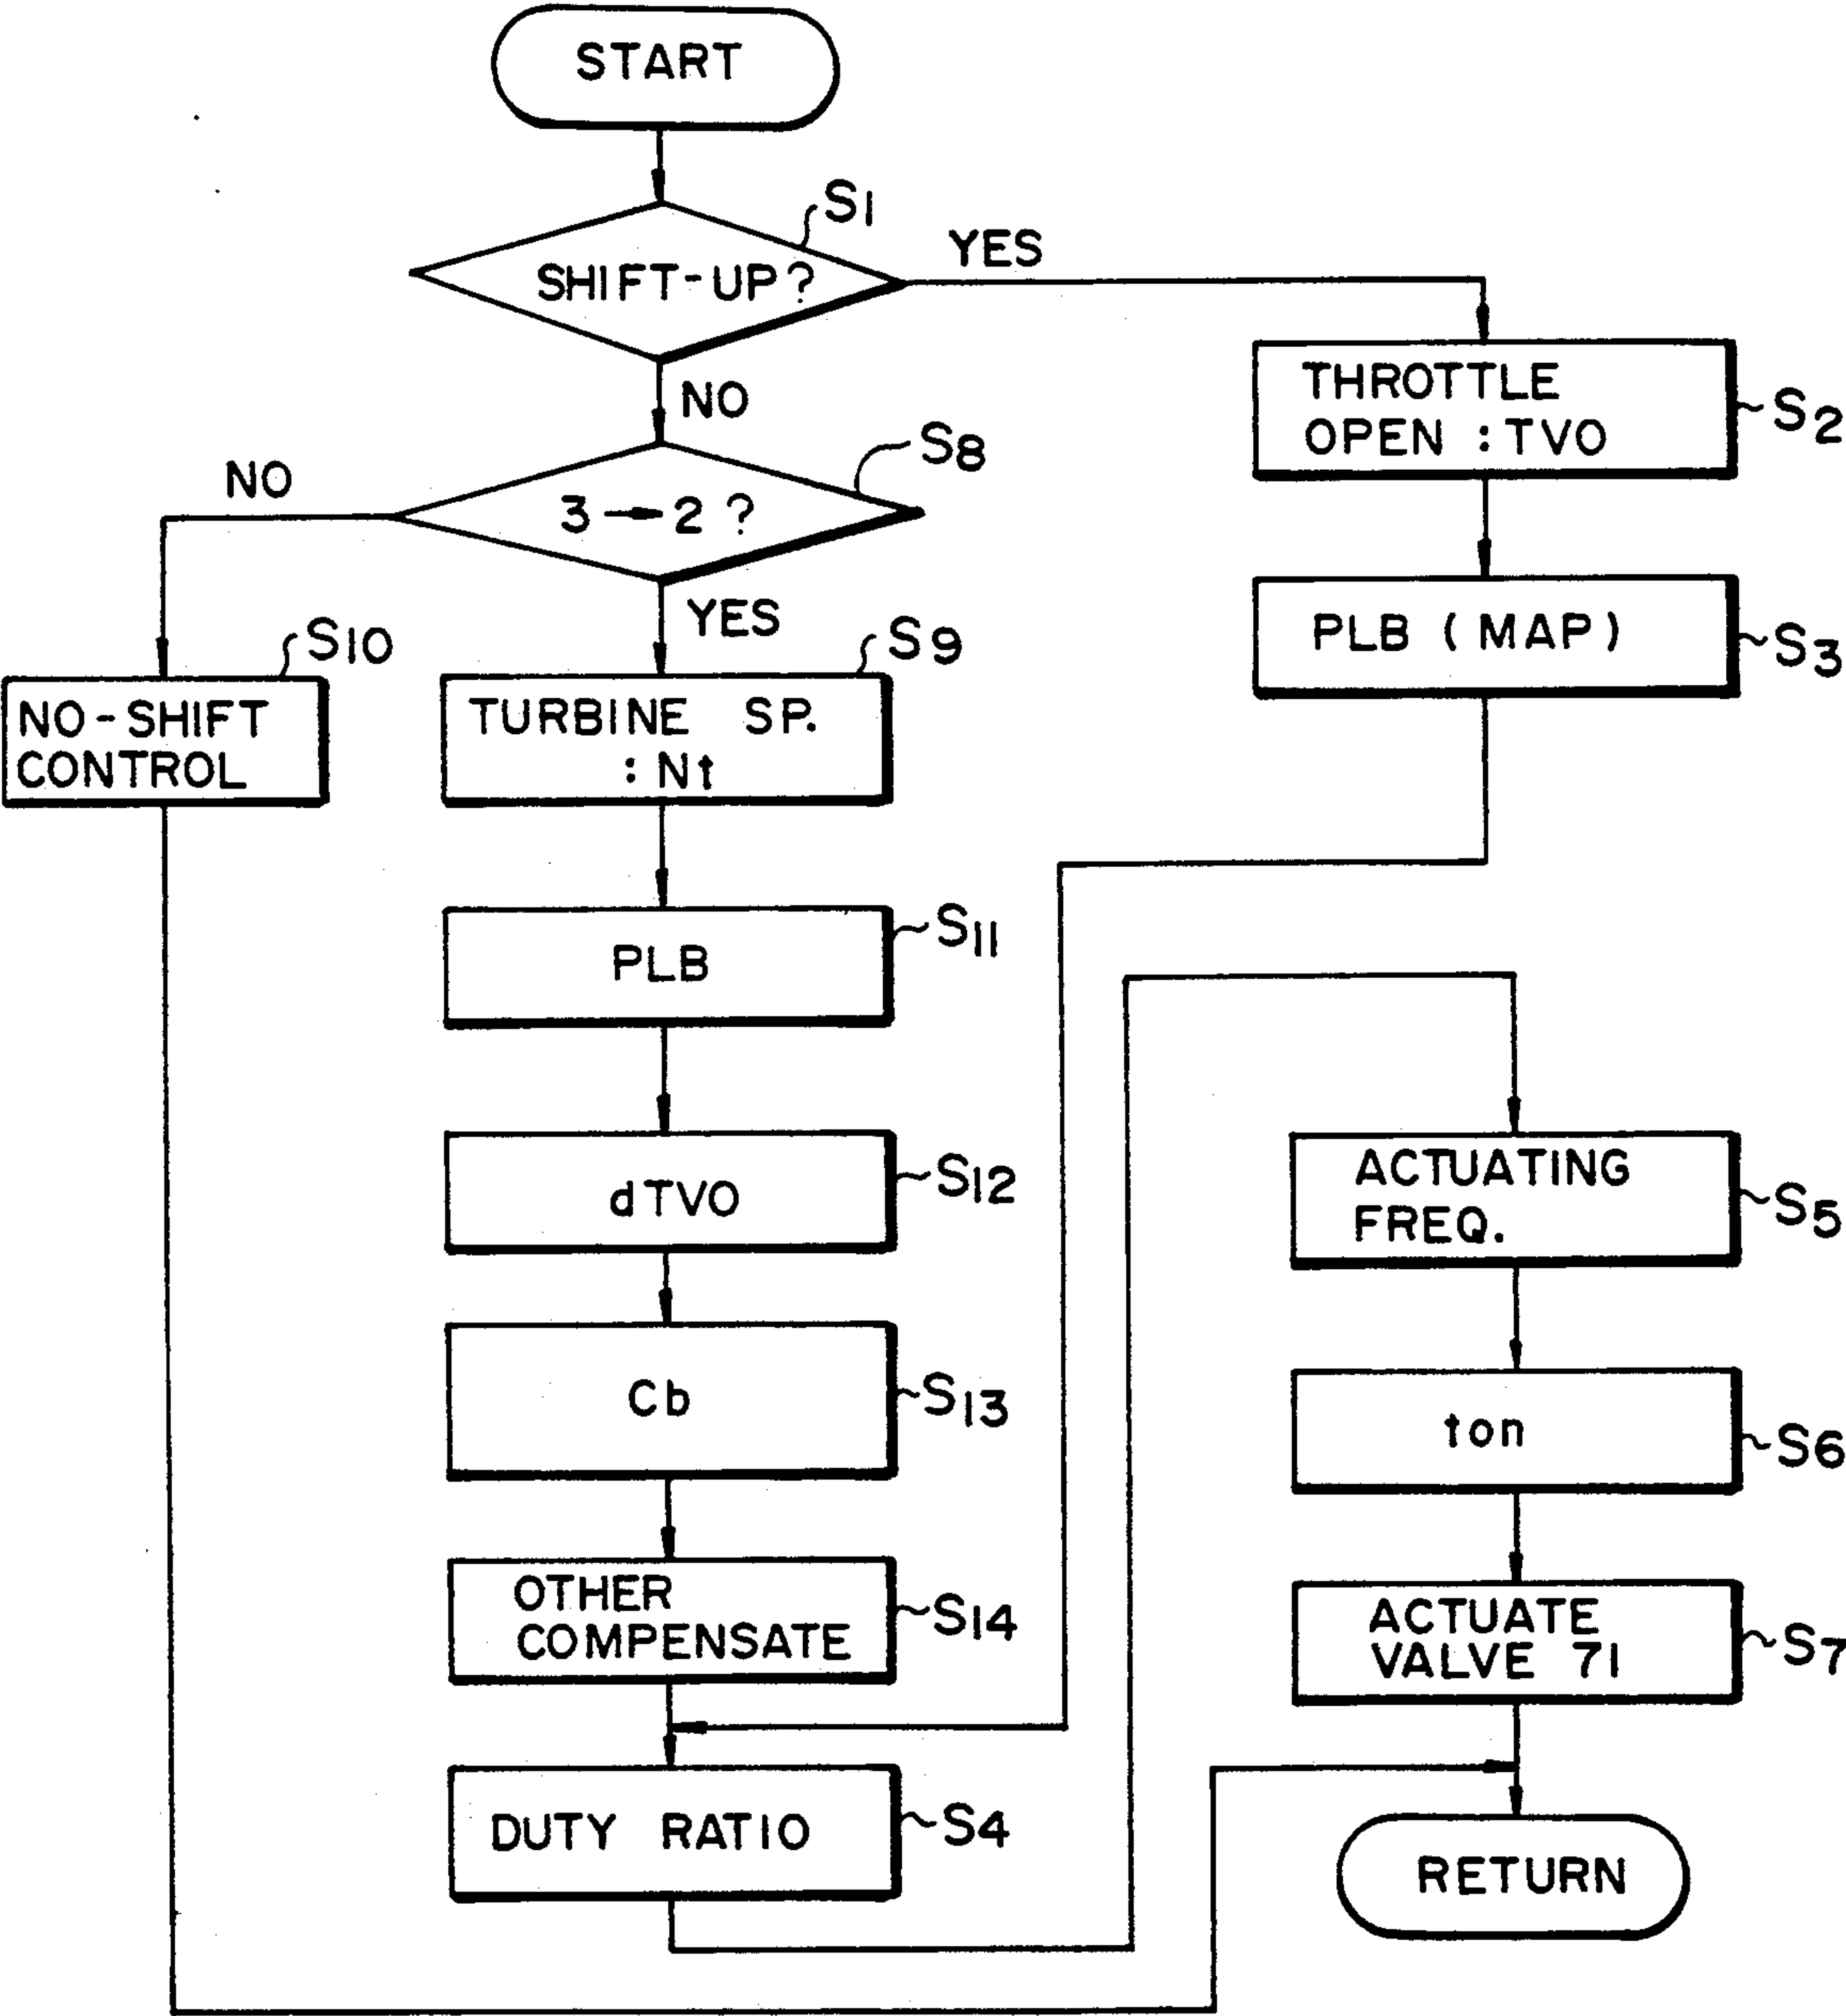 START
S1
SHIFT-UP?
YES
NO
THROTTLE
OPEN : TVO
S2
S8
NO
3→2 ?
YES
PLB (MAP)
S3
S10
NO-SHIFT
CONTROL
S9
TURBINE SP.
: Nt
S11
PLB
S12
dTVO
ACTUATING
FREQ.
S5
S13
Cb
ton
S6
OTHER
COMPENSATE
S14
ACTUATE
VALVE 71
S7
DUTY RATIO
S4
RETURN